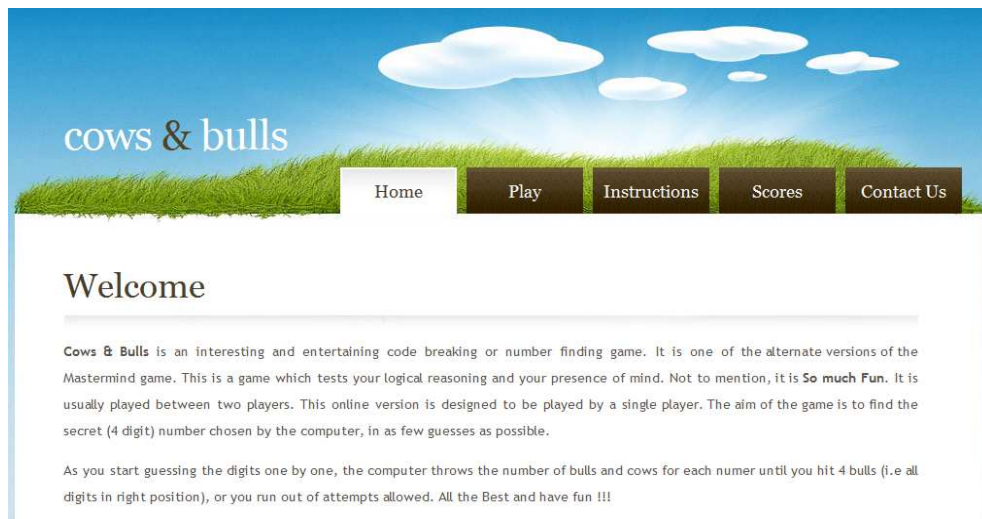 cows & bulls
Home Play Instructions Scores Contact Us
Welcome
Cows & Bulls is an interesting and entertaining code breaking or number finding game. It is one of the alternate versions of the
Mastermind game. This is a game which tests your logical reasoning and your presence of mind. Not to mention, it is So much Fun. It is
usually played between two players. This online version is designed to be played by a single player. The aim of the game is to find the
secret (4 digit) number chosen by the computer, in as few guesses as possible.
As you start guessing the digits one by one, the computer throws the number of bulls and cows for each numer until you hit 4 bulls (i.e all
digits in right position), or you run out of attempts allowed. All the Best and have fun !!!